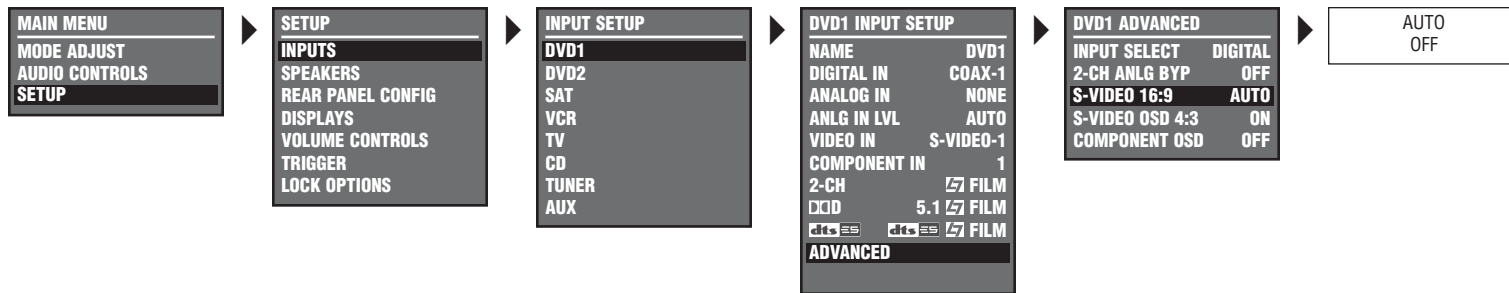 MAIN MENU
MODE ADJUST
AUDIO CONTROLS
SETUP
SETUP
INPUTS
SPEAKERS
REAR PANEL CONFIG
DISPLAYS
VOLUME CONTROLS
TRIGGER
LOCK OPTIONS
INPUT SETUP
DVD1
DVD2
SAT
VCR
TV
CD
TUNER
AUX
DVD1 INPUT SETUP
NAME DVD1
DIGITAL IN COAX-1
ANALOG IN NONE
ANLG IN LVL AUTO
VIDEO IN S-VIDEO-1
COMPONENT IN 1
2-CH L7 FILM
D 5.1 L7 FILM
dts ES dts ES L7 FILM
ADVANCED
DVD1 ADVANCED
INPUT SELECT DIGITAL
2-CH ANLG BYP OFF
S-VIDEO 16:9 AUTO
S-VIDEO OSD 4:3 ON
COMPONENT OSD OFF
AUTO
OFF